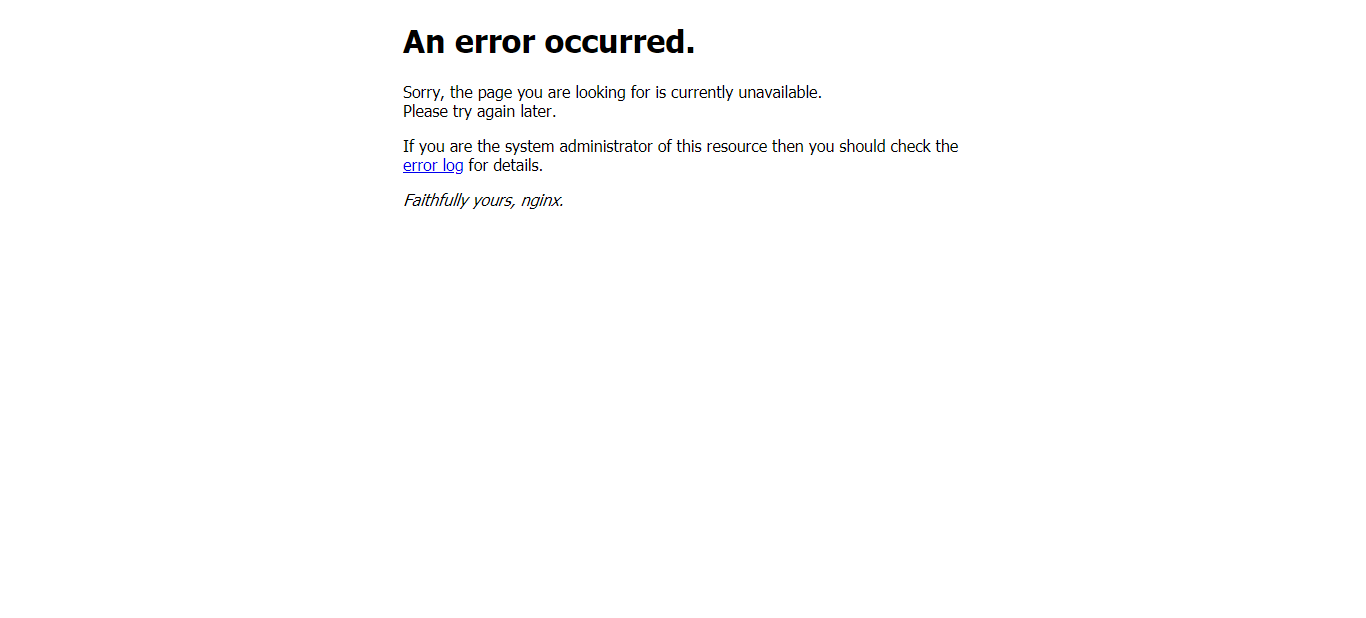 An error occurred.
Sorry, the page you are looking for is currently unavailable.
Please try again later.
If you are the system administrator of this resource then you should check the
error log for details.
Faithfully yours, nginx.